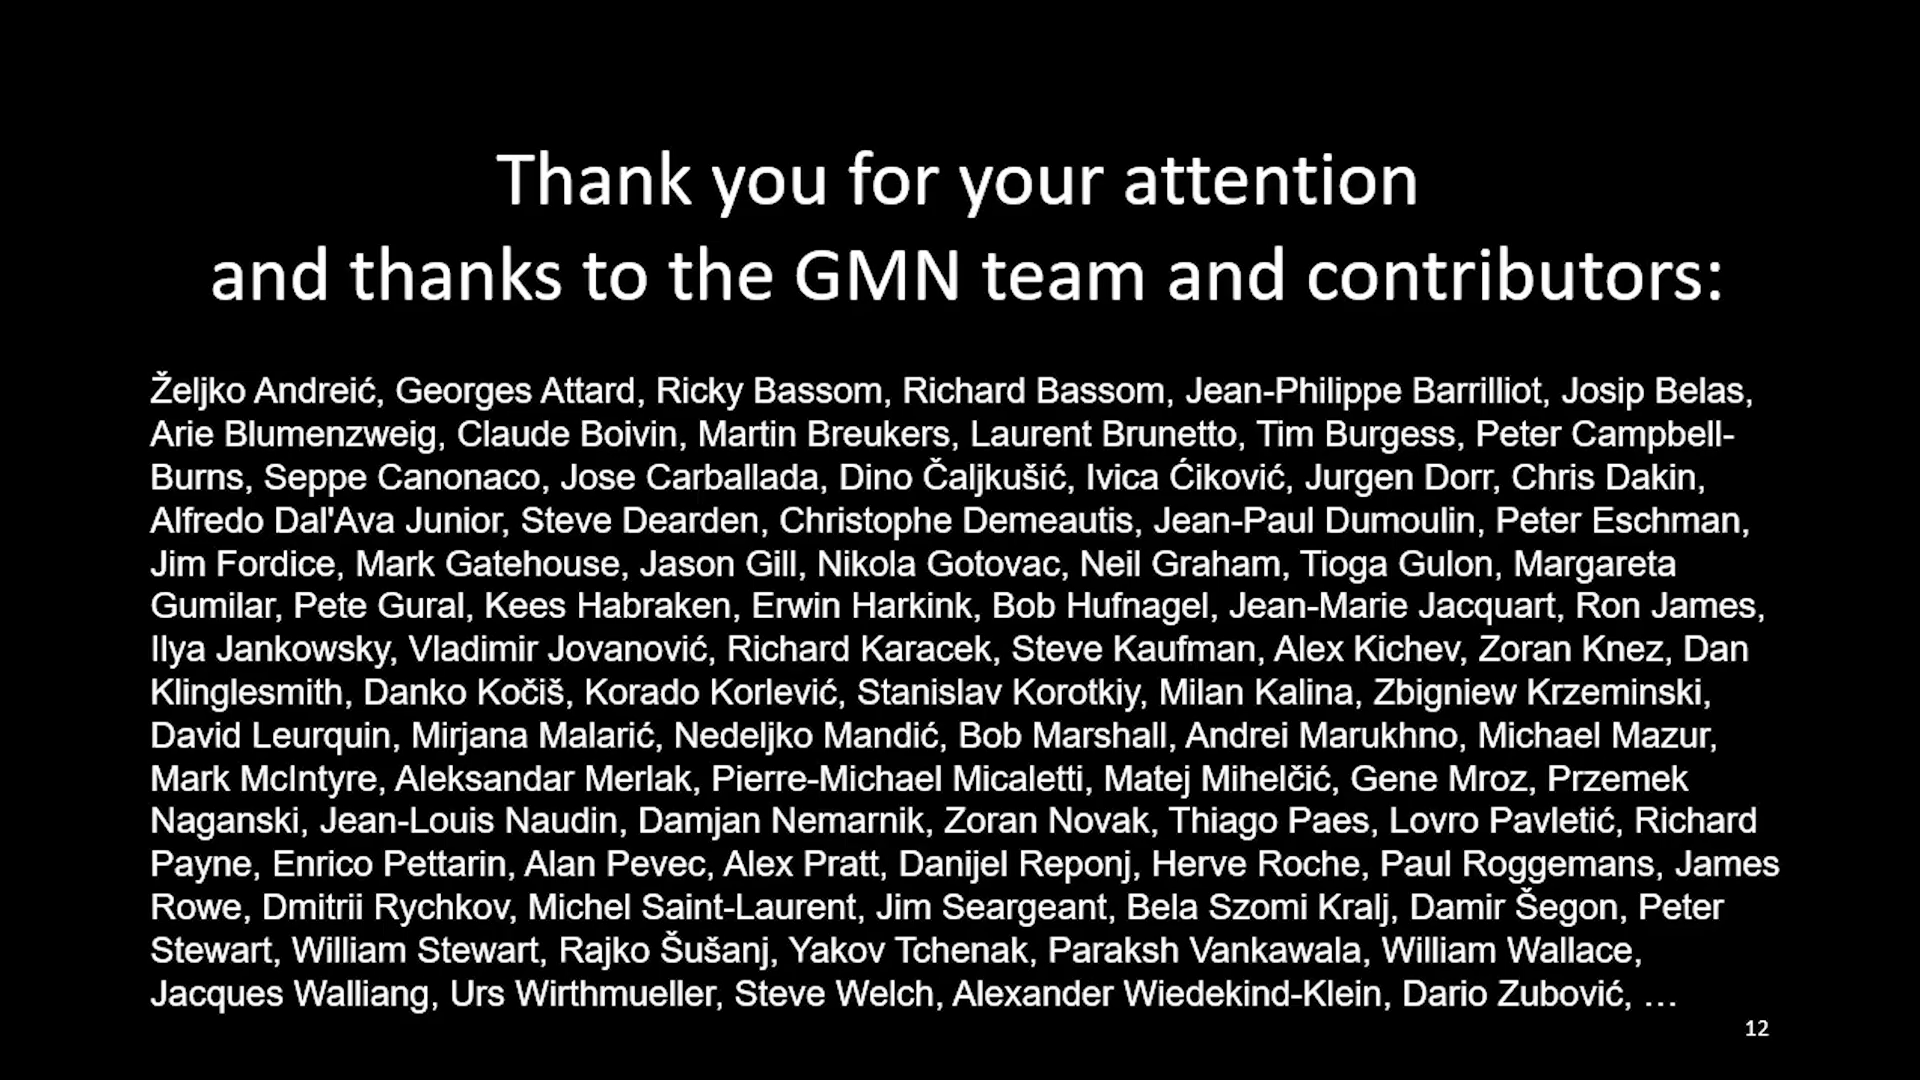 Thank you for your attention
and thanks to the GMN team and contributors:
Željko Andreić, Georges Attard, Ricky Bassom, Richard Bassom, Jean-Philippe Barrilliot, Josip Belas,
Arie Blumenzweig, Claude Boivin, Martin Breukers, Laurent Brunetto, Tim Burgess, Peter Campbell-
Burns, Seppe Canonaco, Jose Carballada, Dino Čaljkušić, Ivica Ćiković, Jurgen Dorr, Chris Dakin,
Alfredo Dal'Ava Junior, Steve Dearden, Christophe Demeautis, Jean-Paul Dumoulin, Peter Eschman,
Jim Fordice, Mark Gatehouse, Jason Gill, Nikola Gotovac, Neil Graham, Tioga Gulon, Margareta
Gumilar, Pete Gural, Kees Habraken, Erwin Harkink, Bob Hufnagel, Jean-Marie Jacquart, Ron James,
Ilya Jankowsky, Vladimir Jovanović, Richard Karacek, Steve Kaufman, Alex Kichev, Zoran Knez, Dan
Klinglesmith, Danko Kočiš, Korado Korlević, Stanislav Korotkiy, Milan Kalina, Zbigniew Krzeminski,
David Leurquin, Mirjana Malarić, Nedeljko Mandić, Bob Marshall, Andrei Marukhno, Michael Mazur,
Mark McIntyre, Aleksandar Merlak, Pierre-Michael Micaletti, Matej Mihelčić, Gene Mroz, Przemek
Naganski, Jean-Louis Naudin, Damjan Nemarnik, Zoran Novak, Thiago Paes, Lovro Pavletić, Richard
Payne, Enrico Pettarin, Alan Pevec, Alex Pratt, Danijel Reponj, Herve Roche, Paul Roggemans, James
Rowe, Dmitrii Rychkov, Michel Saint-Laurent, Jim Seargeant, Bela Szomi Kralj, Damir Šegon, Peter
Stewart, William Stewart, Rajko Šušanj, Yakov Tchenak, Paraksh Vankawala, William Wallace,
Jacques Walliang, Urs Wirthmueller, Steve Welch, Alexander Wiedekind-Klein, Dario Zubović, …
12